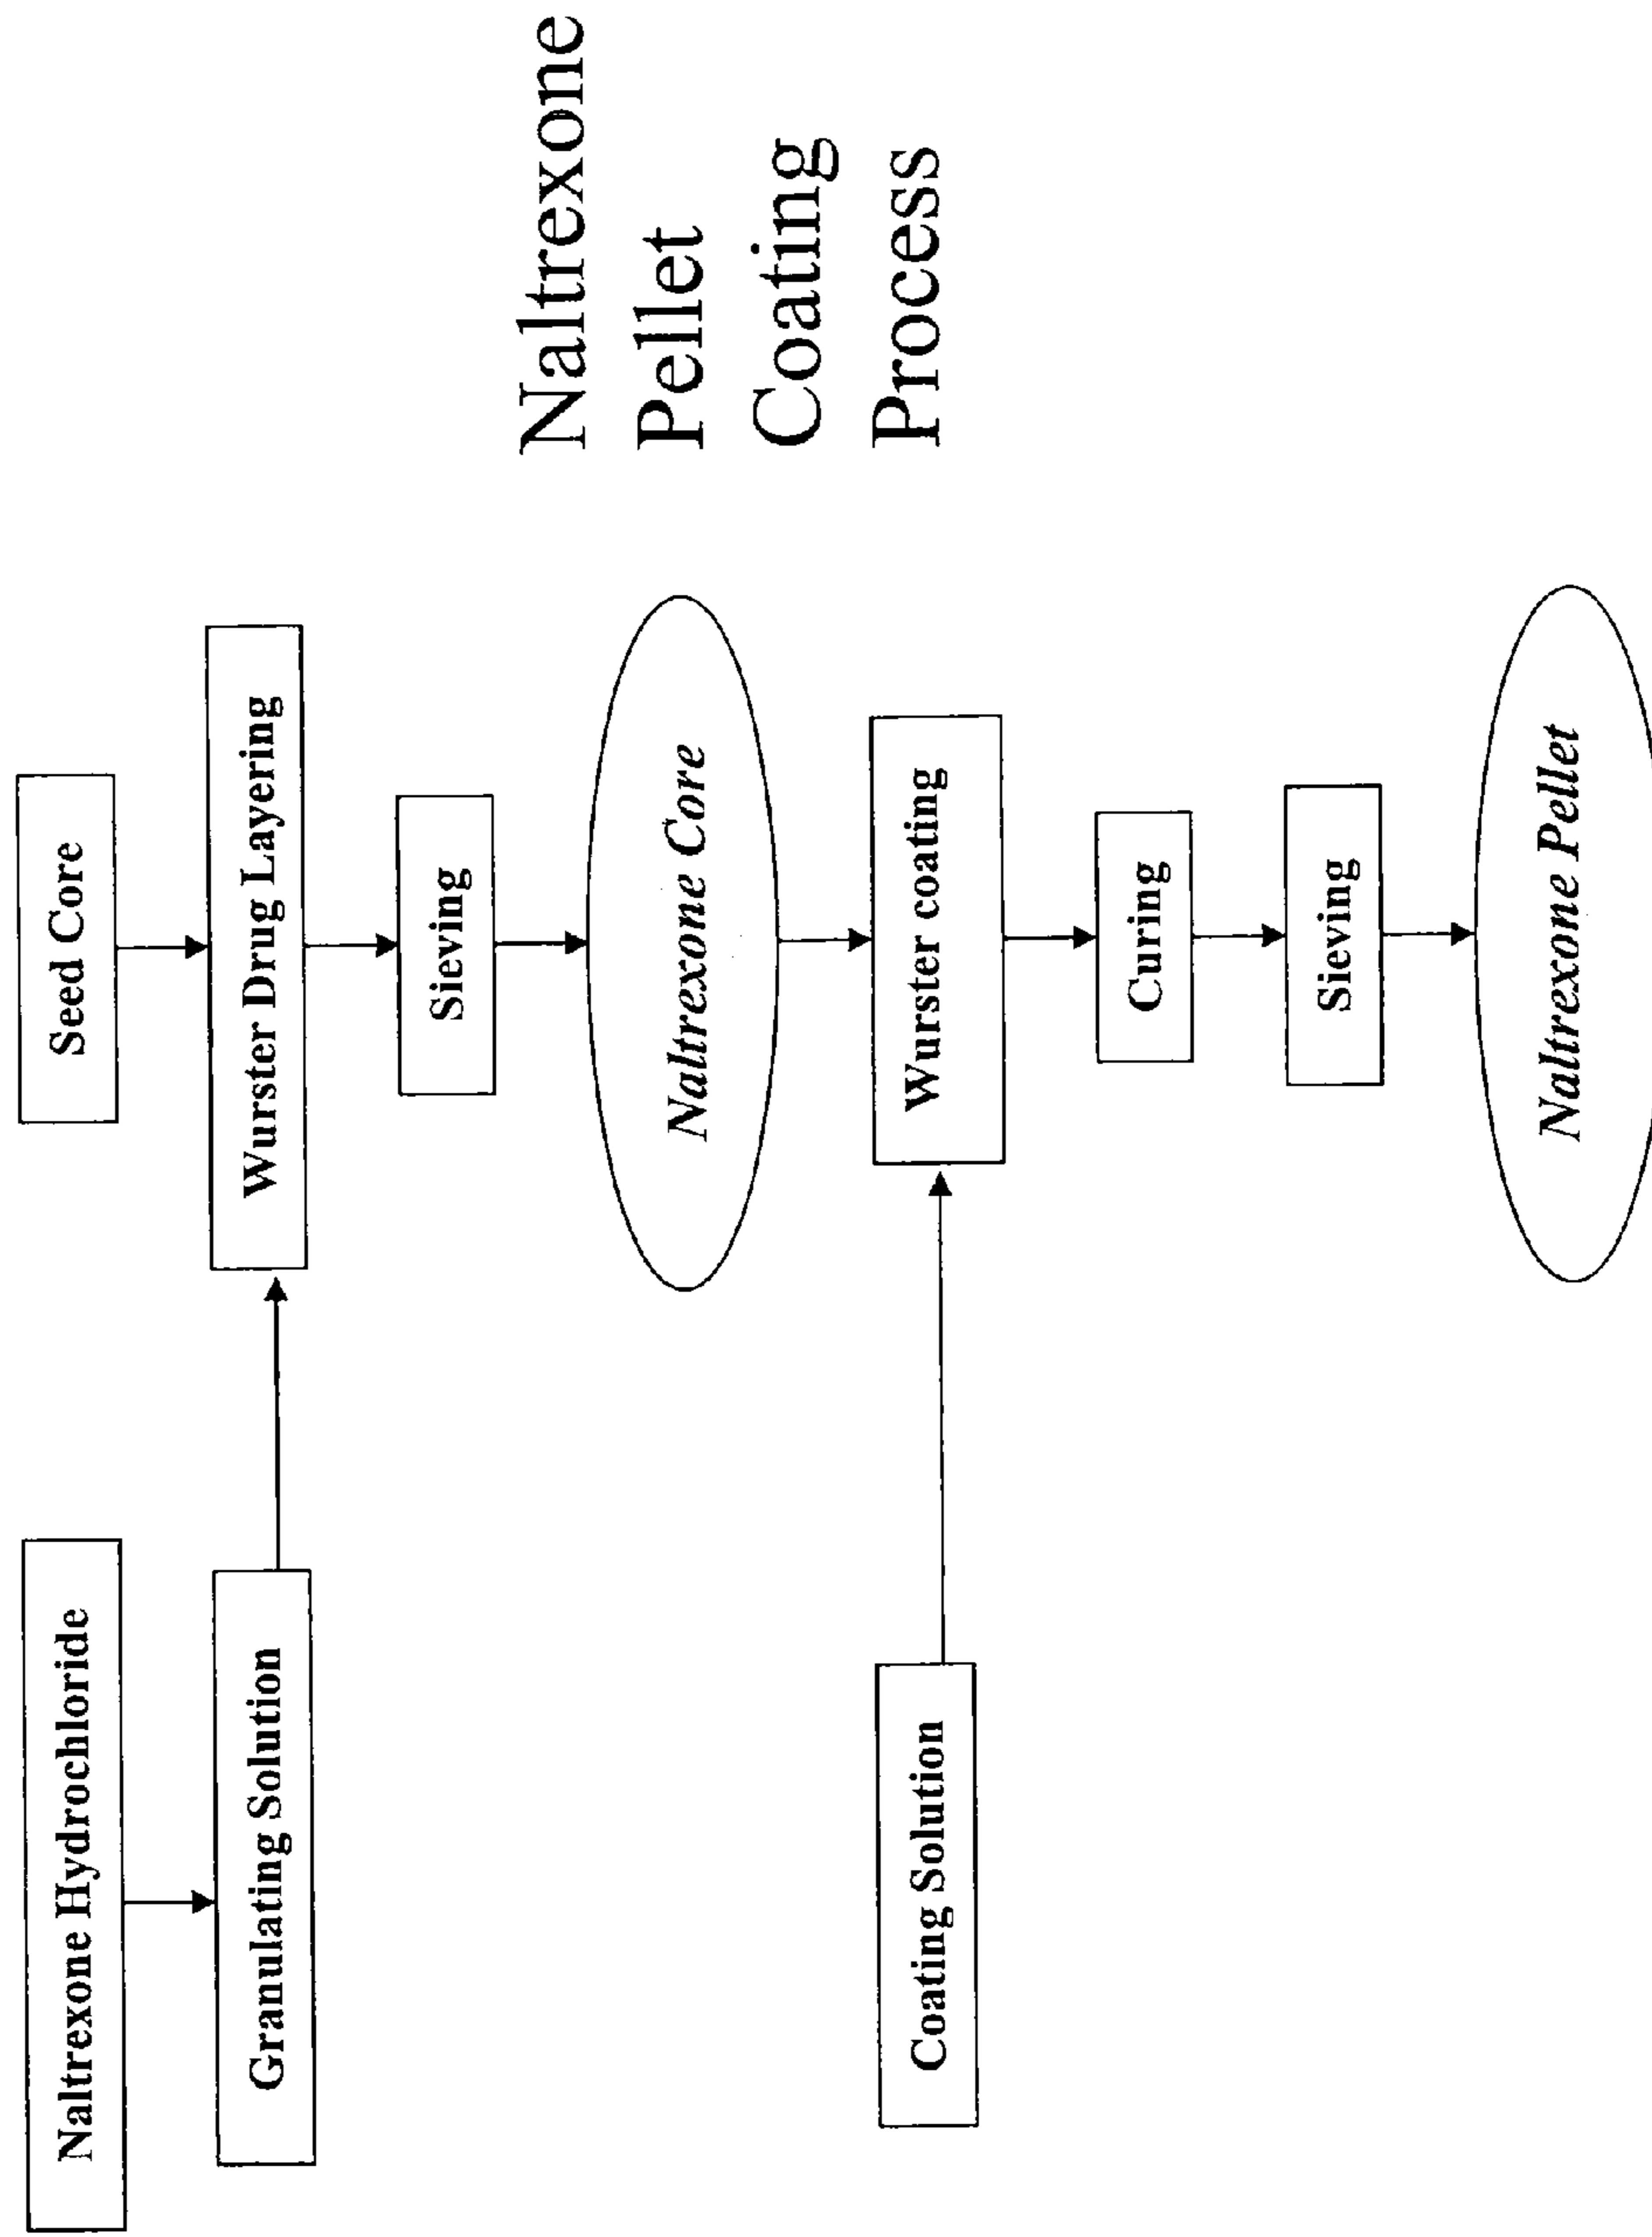 Naltrexone Hydrochloride
Seed Core
Granulating Solution
Wurster Drug Layering
Sieving
Naltrexone Core
Naltrexone
Pellet
Coating
Process
Coating Solution
Wurster coating
Curing
Sieving
Naltrexone Pellet